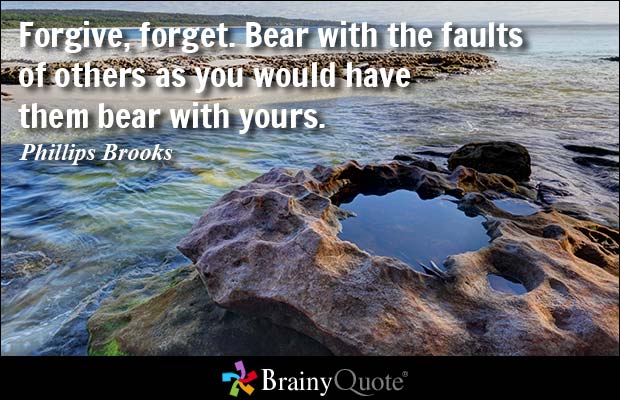 Forgive, forget. Bear with the faults
of others as you would have
them bear with yours.
Phillips Brooks
BrainyQuote®